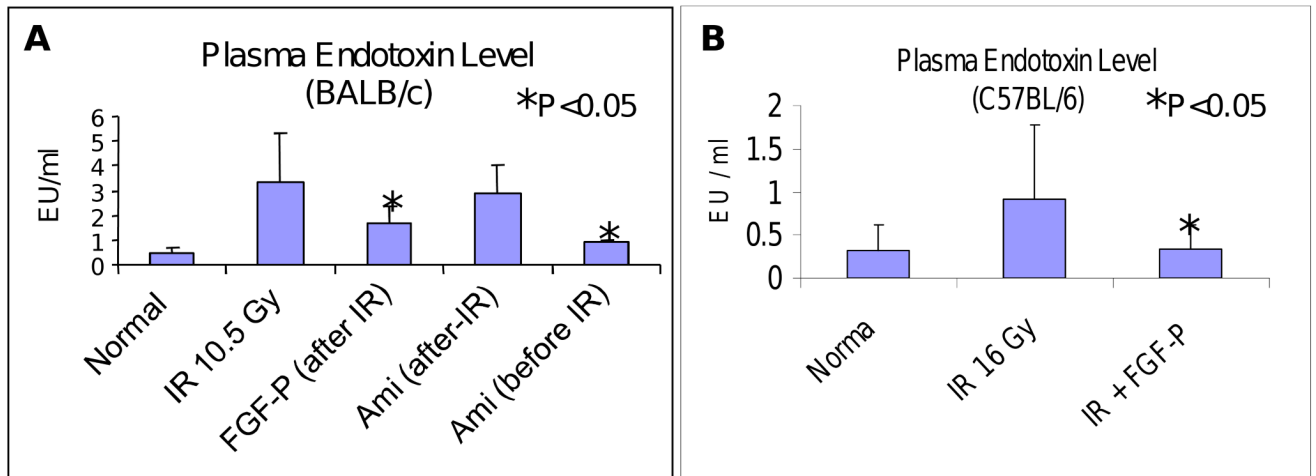 A
Plasma Endotoxin Level
(BALB/c)
*P<0.05
EU/ml
6
5
4
3
2
1
0
*
*
Normal
IR 10.5 Gy
FGF-P (after IR)
Ami (after-IR)
Ami (before IR)
B
Plasma Endotoxin Level
(C57BL/6)
*P<0.05
EU / ml
2
1.5
1
0.5
0
*
Norma
IR 16 Gy
IR + FGF-P